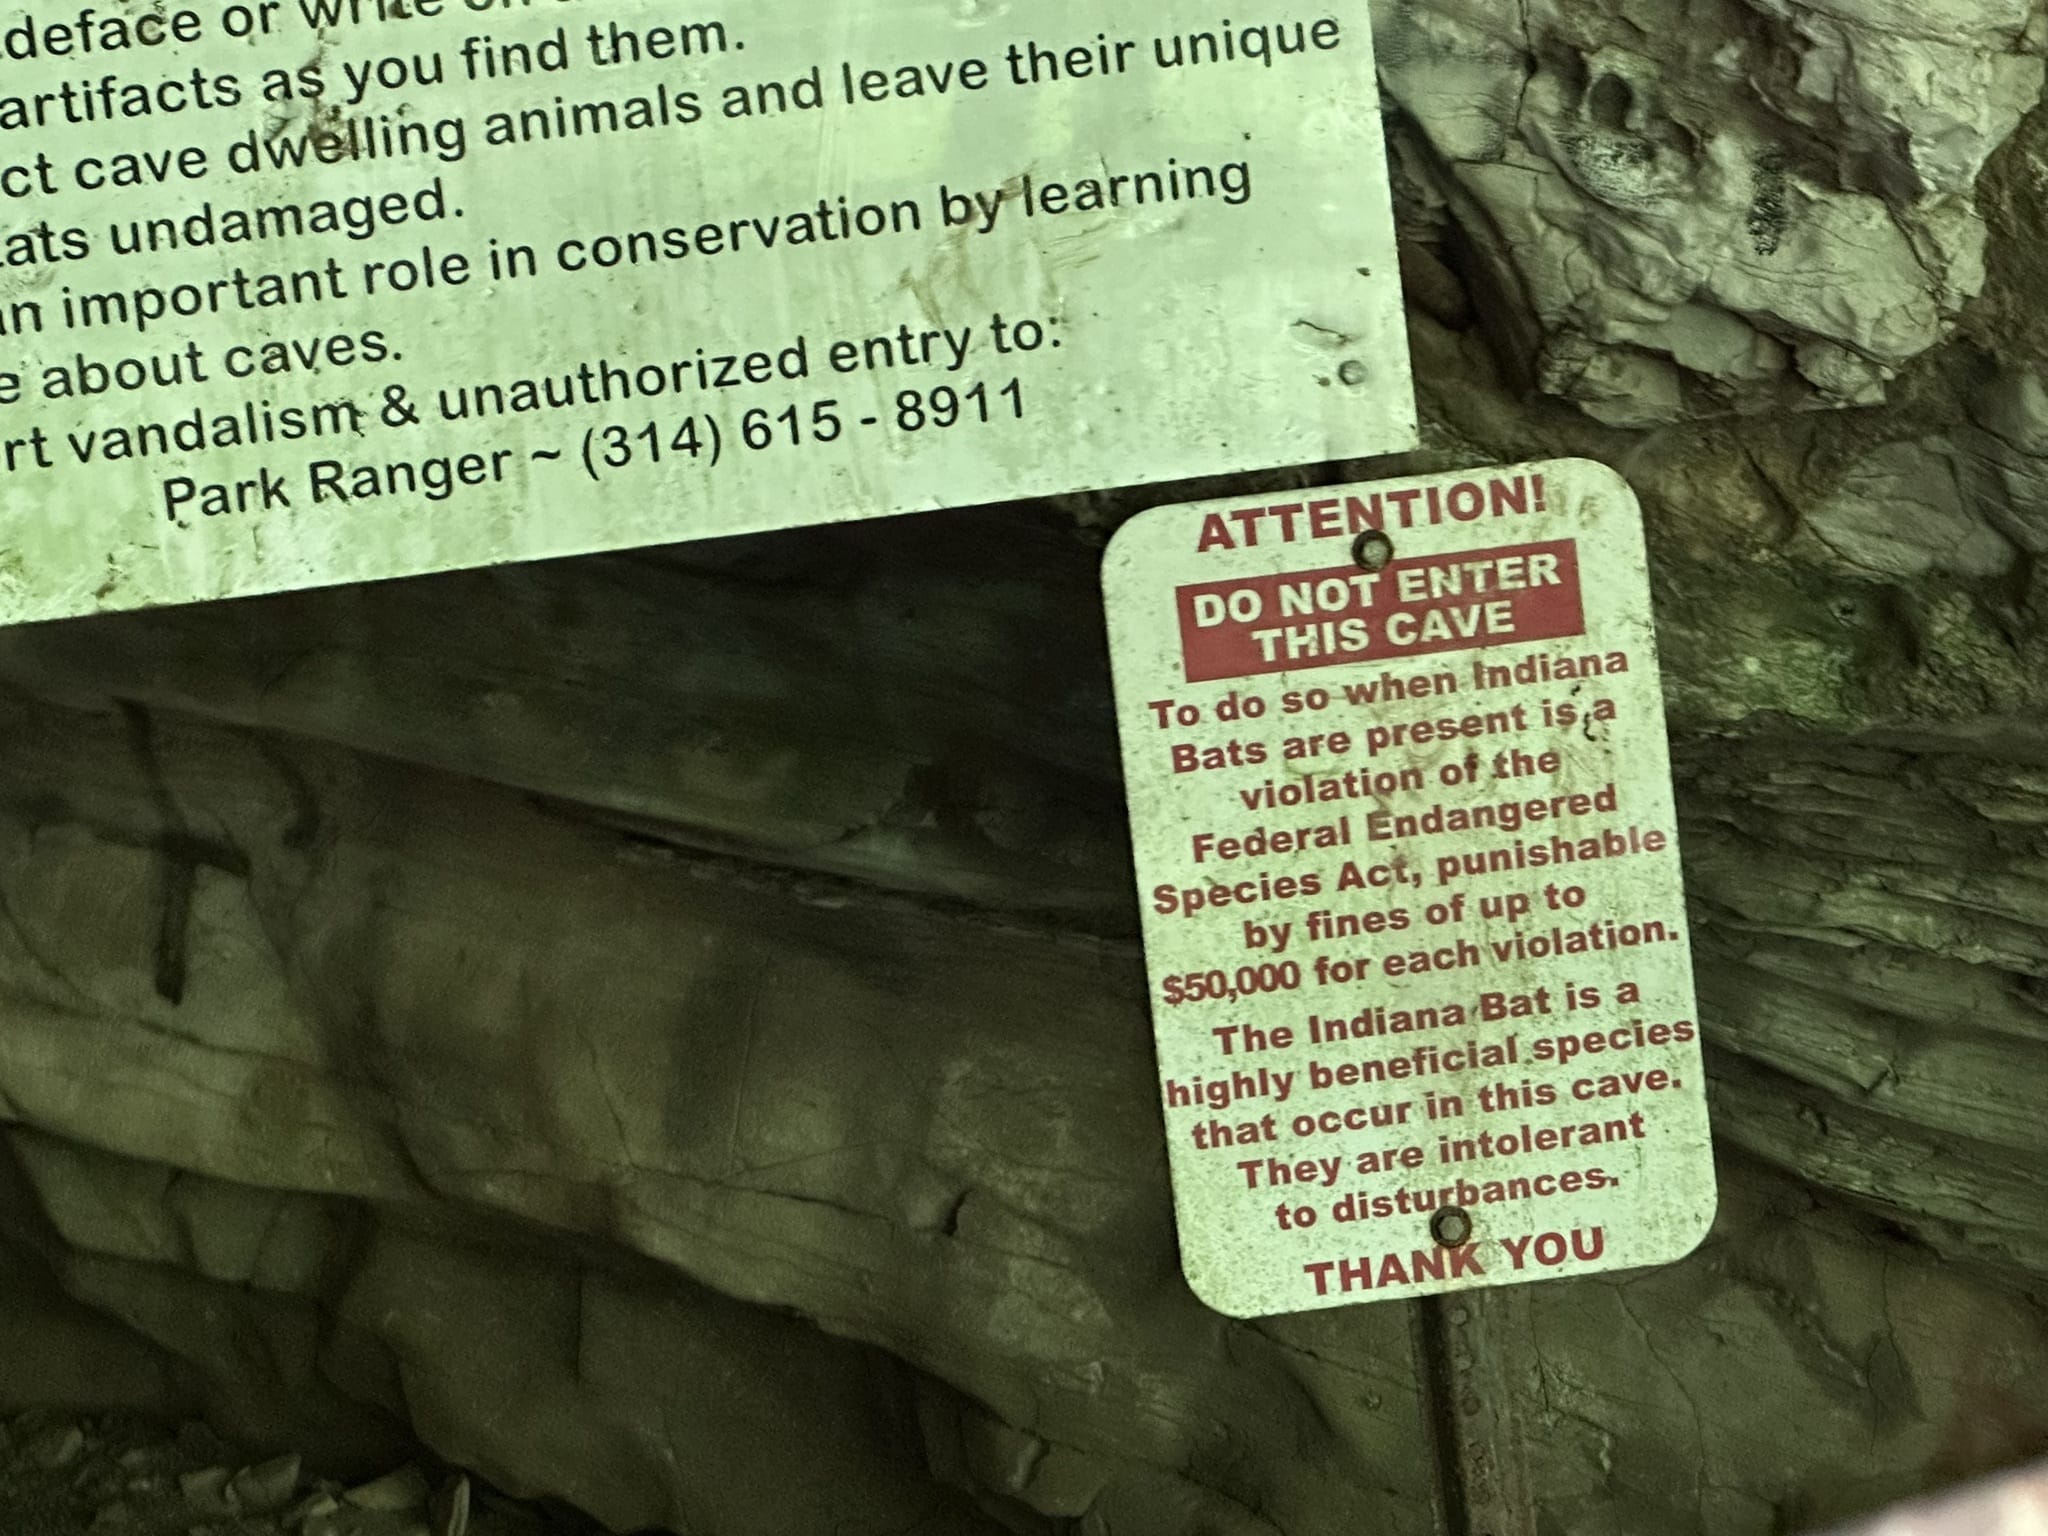 deface or write on
artifacts as you find them.
ct cave dwelling animals and leave their unique
ats undamaged.
an important role in conservation by learning
e about caves.
rt vandalism & unauthorized entry to:
Park Ranger ~ (314) 615 - 8911
ATTENTION!
DO NOT ENTER
THIS CAVE
To do so when Indiana
Bats are present is a
violation of the
Federal Endangered
Species Act, punishable
by fines of up to
$50,000 for each violation.
The Indiana Bat is a
highly beneficial species
that occur in this cave.
They are intolerant
to disturbances.
THANK YOU